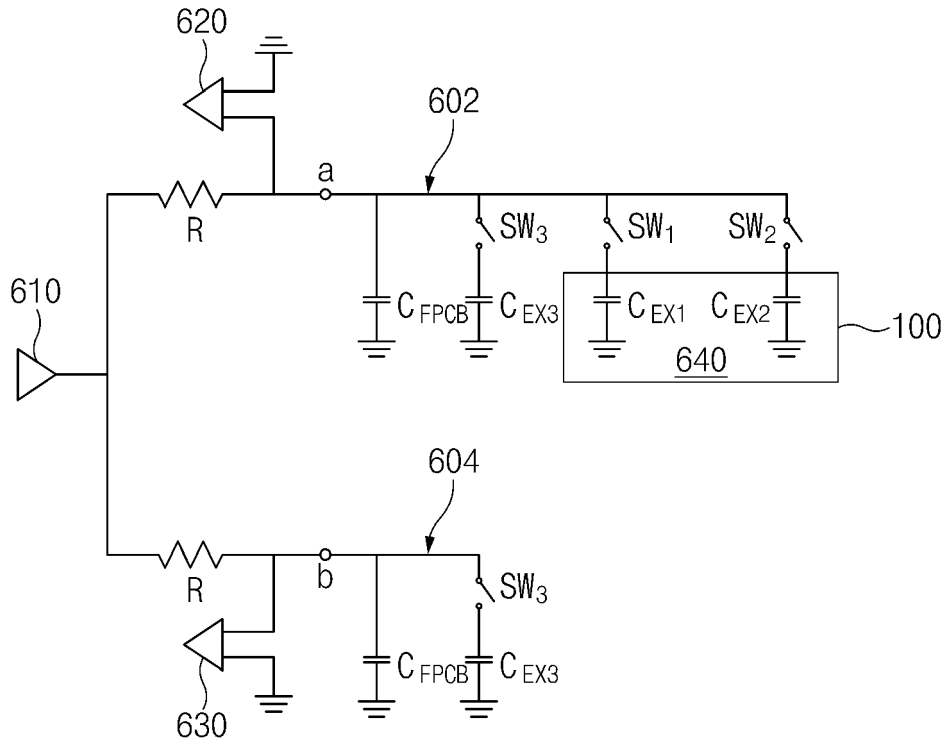 620
602
a
R
SW3
SW1
SW2
610
CFPCB
CEX3
CEX1
CEX2
100
640
604
R
b
SW3
CFPCB
CEX3
630